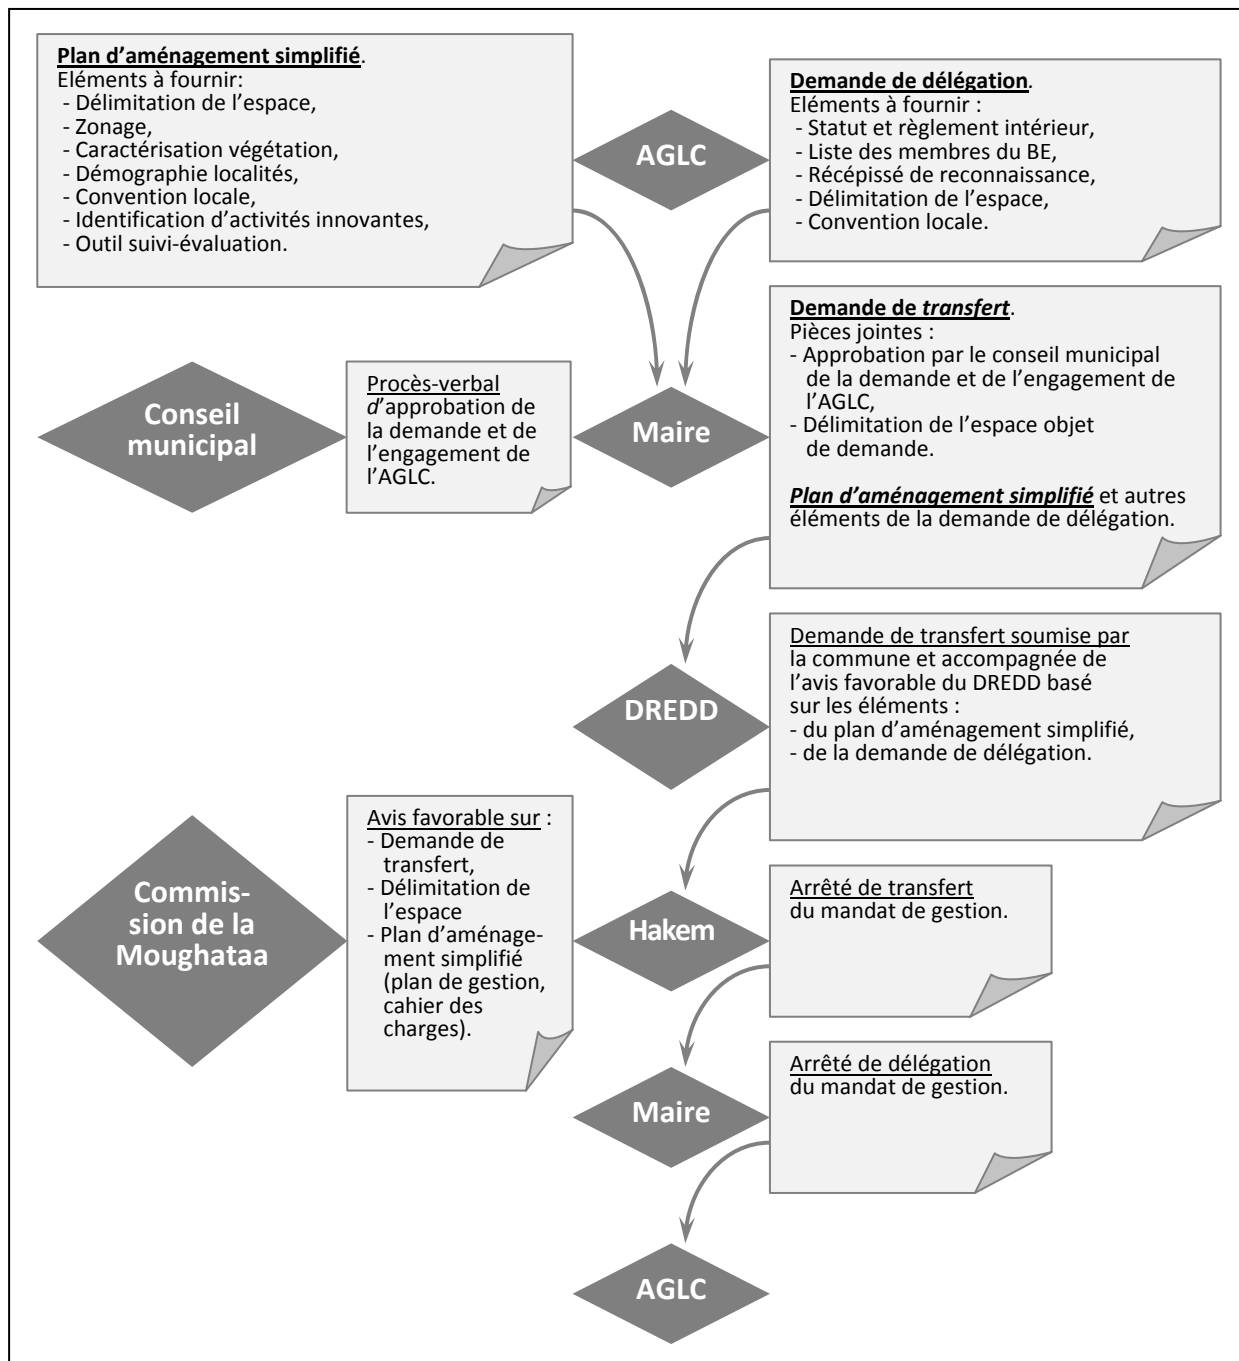 Plan d’aménagement simplifié.
Eléments à fournir:
- Délimitation de l’espace,
- Zonage,
- Caractérisation végétation,
- Démographie localités,
- Convention locale,
- Identification d’activités innovantes,
- Outil suivi-évaluation.
AGLC
Demande de délégation.
Eléments à fournir :
- Statut et règlement intérieur,
- Liste des membres du BE,
- Récépissé de reconnaissance,
- Délimitation de l’espace,
- Convention locale.
Conseil
municipal
Procès-verbal
d’approbation de
la demande et de
l’engagement de
l’AGLC.
Maire
Demande de transfert.
Pièces jointes :
- Approbation par le conseil municipal
de la demande et de l’engagement de
l’AGLC,
- Délimitation de l’espace objet
de demande.
Plan d’aménagement simplifié et autres
éléments de la demande de délégation.
DREDD
Demande de transfert soumise par
la commune et accompagnée de
l’avis favorable du DREDD basé
sur les éléments :
- du plan d’aménagement simplifié,
- de la demande de délégation.
Commis-
sion de la
Moughataa
Avis favorable sur :
- Demande de
transfert,
- Délimitation de
l’espace
- Plan d’aménage-
ment simplifié
(plan de gestion,
cahier des
charges).
Hakem
Arrêté de transfert
du mandat de gestion.
Maire
Arrêté de délégation
du mandat de gestion.
AGLC